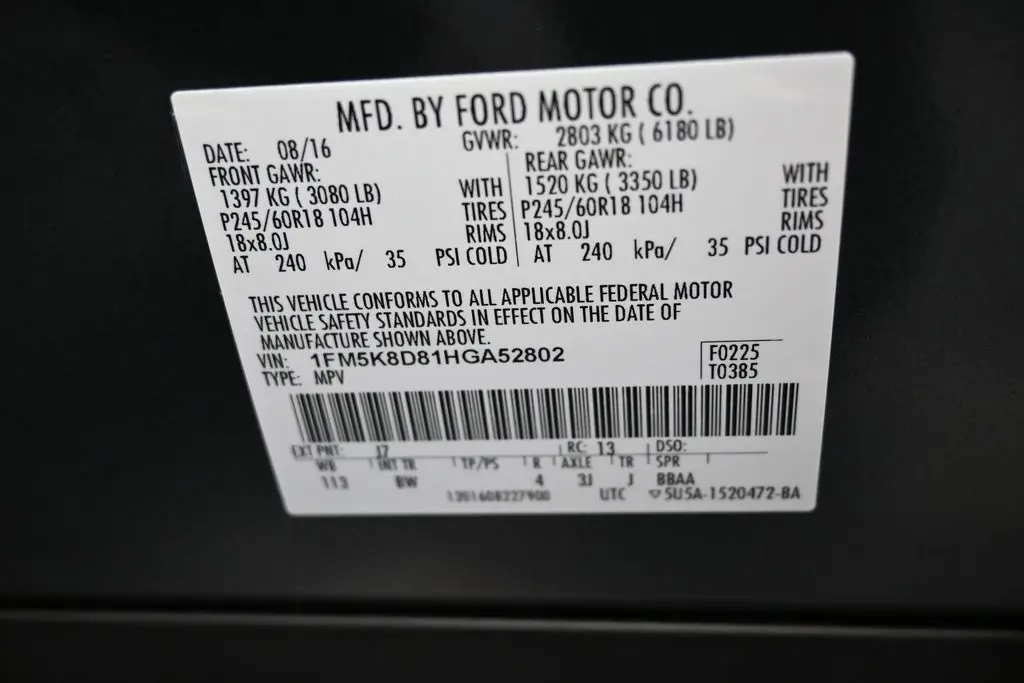 MFD. BY FORD MOTOR CO.
DATE: 08/16 GVWR: 2803 KG ( 6180 LB)
FRONT GAWR: REAR GAWR:
1397 KG ( 3080 LB) WITH 1520 KG ( 3350 LB) WITH
P245/60R18 104H TIRES P245/60R18 104H TIRES
18x8.0J RIMS 18x8.0J RIMS
AT 240 kPa/ 35 PSI COLD AT 240 kPa/ 35 PSI COLD
THIS VEHICLE CONFORMS TO ALL APPLICABLE FEDERAL MOTOR
VEHICLE SAFETY STANDARDS IN EFFECT ON THE DATE OF
MANUFACTURE SHOWN ABOVE.
VIN: 1FM5K8D81HGA52802 F0225
TYPE: MPV T0385
EXT PNT: J7 RC: 13 DSO:
WB INT TR TP/PS R AXLE TR SPR
113 BW 4 3J J BBAA
1201608227900 UTC 5U5A-1520472-BA